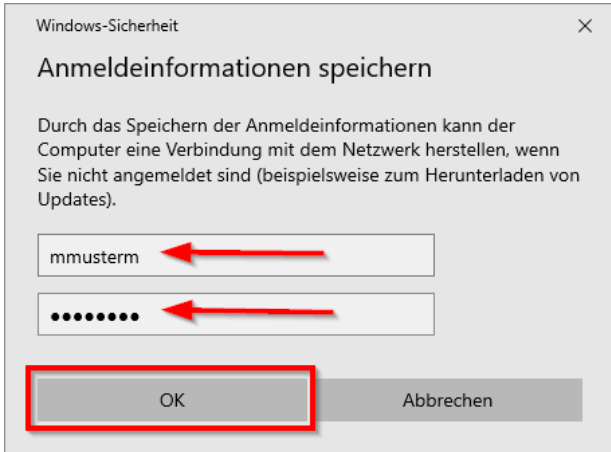 Windows-Sicherheit
Anmeldeinformationen speichern
Durch das Speichern der Anmeldeinformationen kann der
Computer eine Verbindung mit dem Netzwerk herstellen, wenn
Sie nicht angemeldet sind (beispielsweise zum Herunterladen von
Updates).
mmusterm
●●●●●●●●
OK Abbrechen